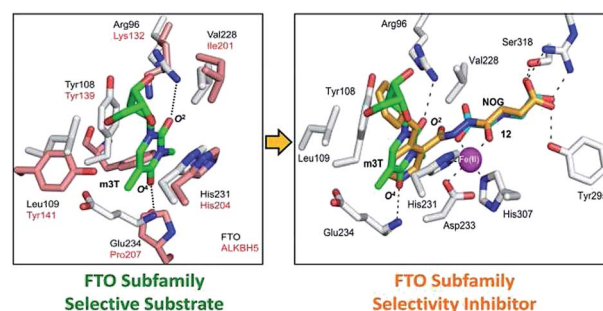 Arg96
Lys132
Val228
Ile201
Tyr108
Tyr139
O²
m3T
O⁴
His231
His204
Leu109
Tyr141
Glu234
Pro207
FTO
ALKBH5
FTO Subfamily
Selective Substrate
Arg96
Ser318
Val228
Tyr108
NOG
O²
12
Leu109
m3T
Fe(II)
O⁴
His231
Tyr29
His307
Asp233
Glu234
FTO Subfamily
Selectivity Inhibitor